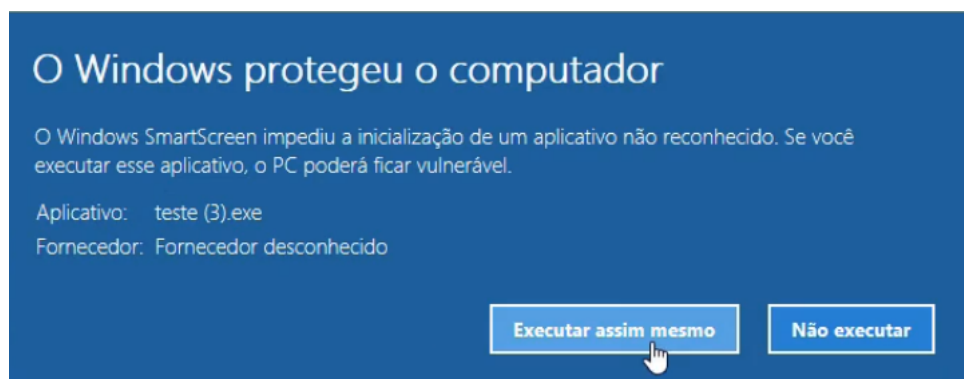 O Windows protegeu o computador
O Windows SmartScreen impediu a inicialização de um aplicativo não reconhecido. Se você
executar esse aplicativo, o PC poderá ficar vulnerável.
Aplicativo: teste (3).exe
Fornecedor: Fornecedor desconhecido
Executar assim mesmo Não executar